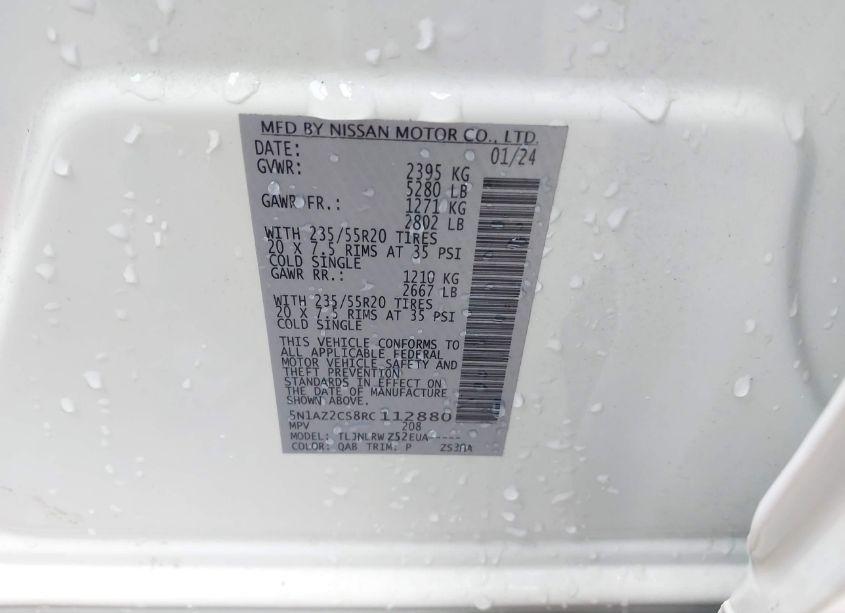 MFD BY NISSAN MOTOR CO., LTD.
DATE: 01/24
GVWR: 2395 KG
5280 LB
GAWR FR.: 1271 KG
2802 LB
WITH 235/55R20 TIRES
20 X 7.5 RIMS AT 35 PSI
COLD SINGLE
GAWR RR.: 1210 KG
2667 LB
WITH 235/55R20 TIRES
20 X 7.5 RIMS AT 35 PSI
COLD SINGLE
THIS VEHICLE CONFORMS TO
ALL APPLICABLE FEDERAL
MOTOR VEHICLE SAFETY AND
THEFT PREVENTION
STANDARDS IN EFFECT ON
THE DATE OF MANUFACTURE
SHOWN ABOVE.
5N1AZ2CS8RC 112880
MPV 208
MODEL: TLJNLRW Z52EUA-----
COLOR: QAB TRIM: P